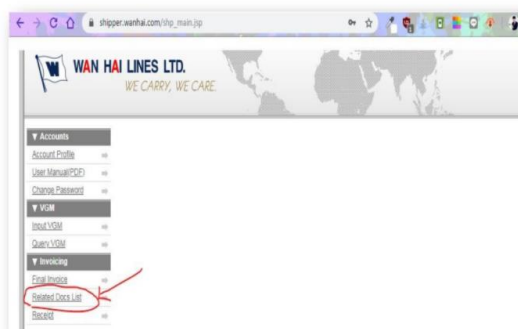 shipper.wanhai.com/shp_main.jsp
W
WAN HAI LINES LTD.
WE CARRY, WE CARE.
▼ Accounts
Account Profile
User Manual(PDF)
Change Password
▼ VGM
Input VGM
Query VGM
▼ Invoicing
Final Invoice
Related Docs List
Receipt